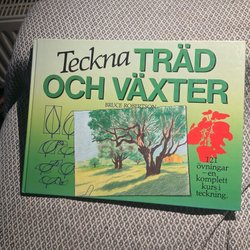 Teckna TRÄD
OCH VÄXTER
BRUCE ROBERTSON
121
övningar
– en
komplett
kurs i
teckning.